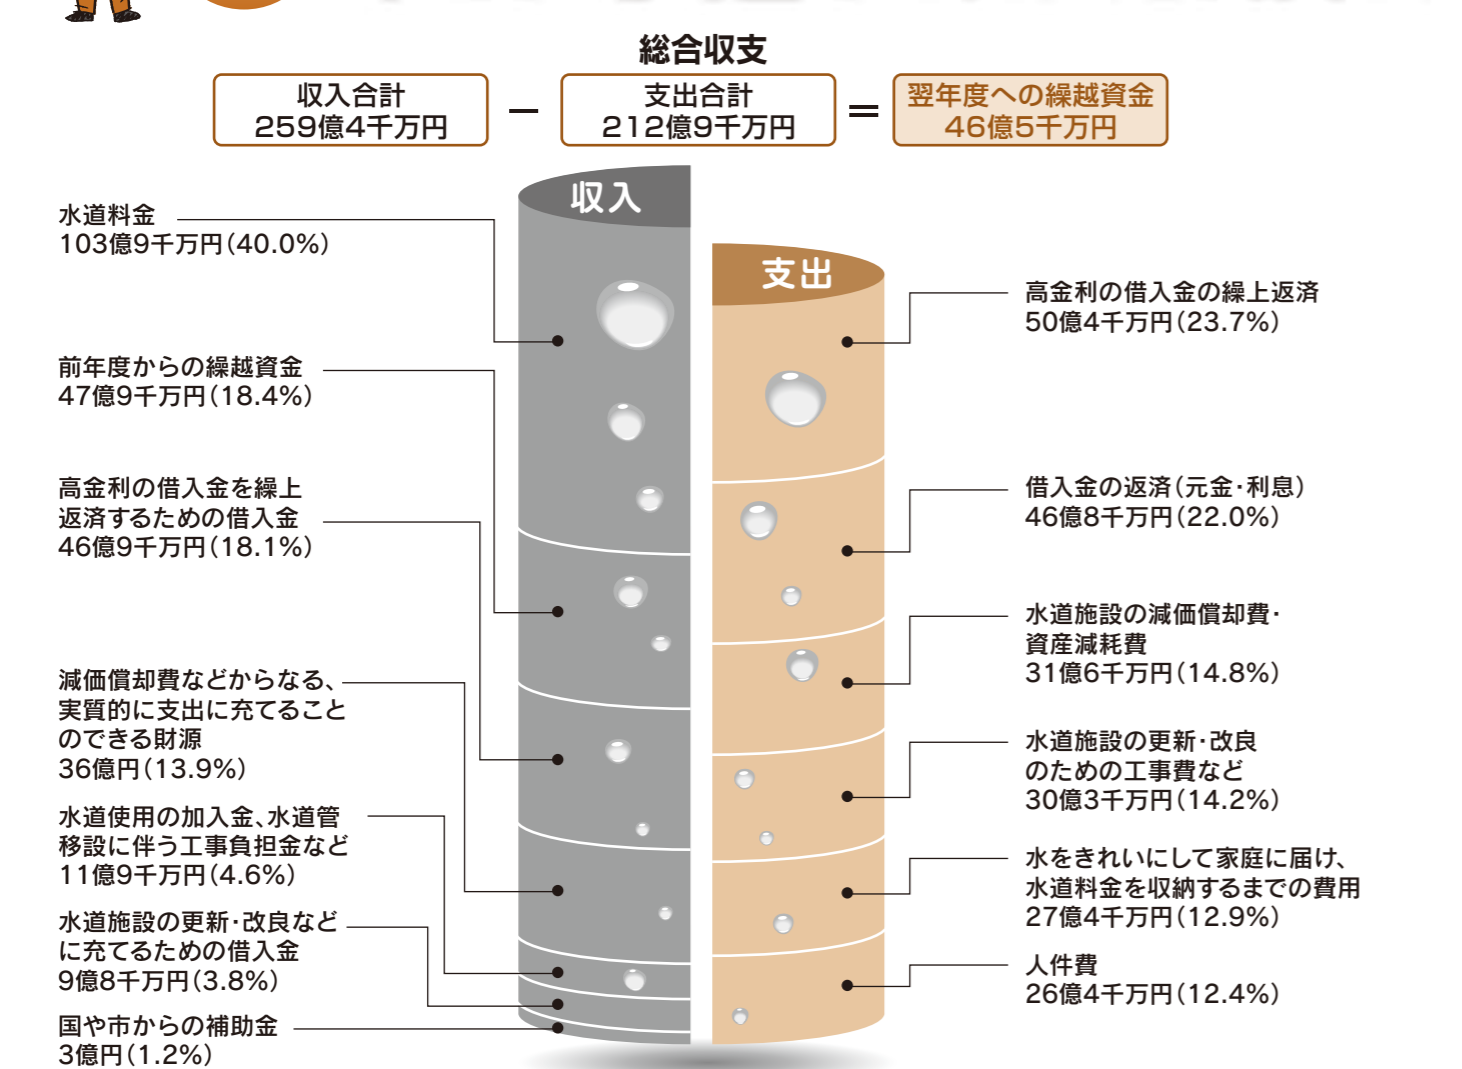 総合収支
収入合計
259億4千万円
−
支出合計
212億9千万円
=
翌年度への繰越資金
46億5千万円
収入
水道料金
103億9千万円(40.0%)
前年度からの繰越資金
47億9千万円(18.4%)
高金利の借入金を繰上
返済するための借入金
46億9千万円(18.1%)
減価償却費などからなる、
実質的に支出に充てること
のできる財源
36億円(13.9%)
水道使用の加入金、水道管
移設に伴う工事負担金など
11億9千万円(4.6%)
水道施設の更新・改良など
に充てるための借入金
9億8千万円(3.8%)
国や市からの補助金
3億円(1.2%)
支出
高金利の借入金の繰上返済
50億4千万円(23.7%)
借入金の返済(元金・利息)
46億8千万円(22.0%)
水道施設の減価償却費・
資産減耗費
31億6千万円(14.8%)
水道施設の更新・改良
のための工事費など
30億3千万円(14.2%)
水をきれいにして家庭に届け、
水道料金を収納するまでの費用
27億4千万円(12.9%)
人件費
26億4千万円(12.4%)